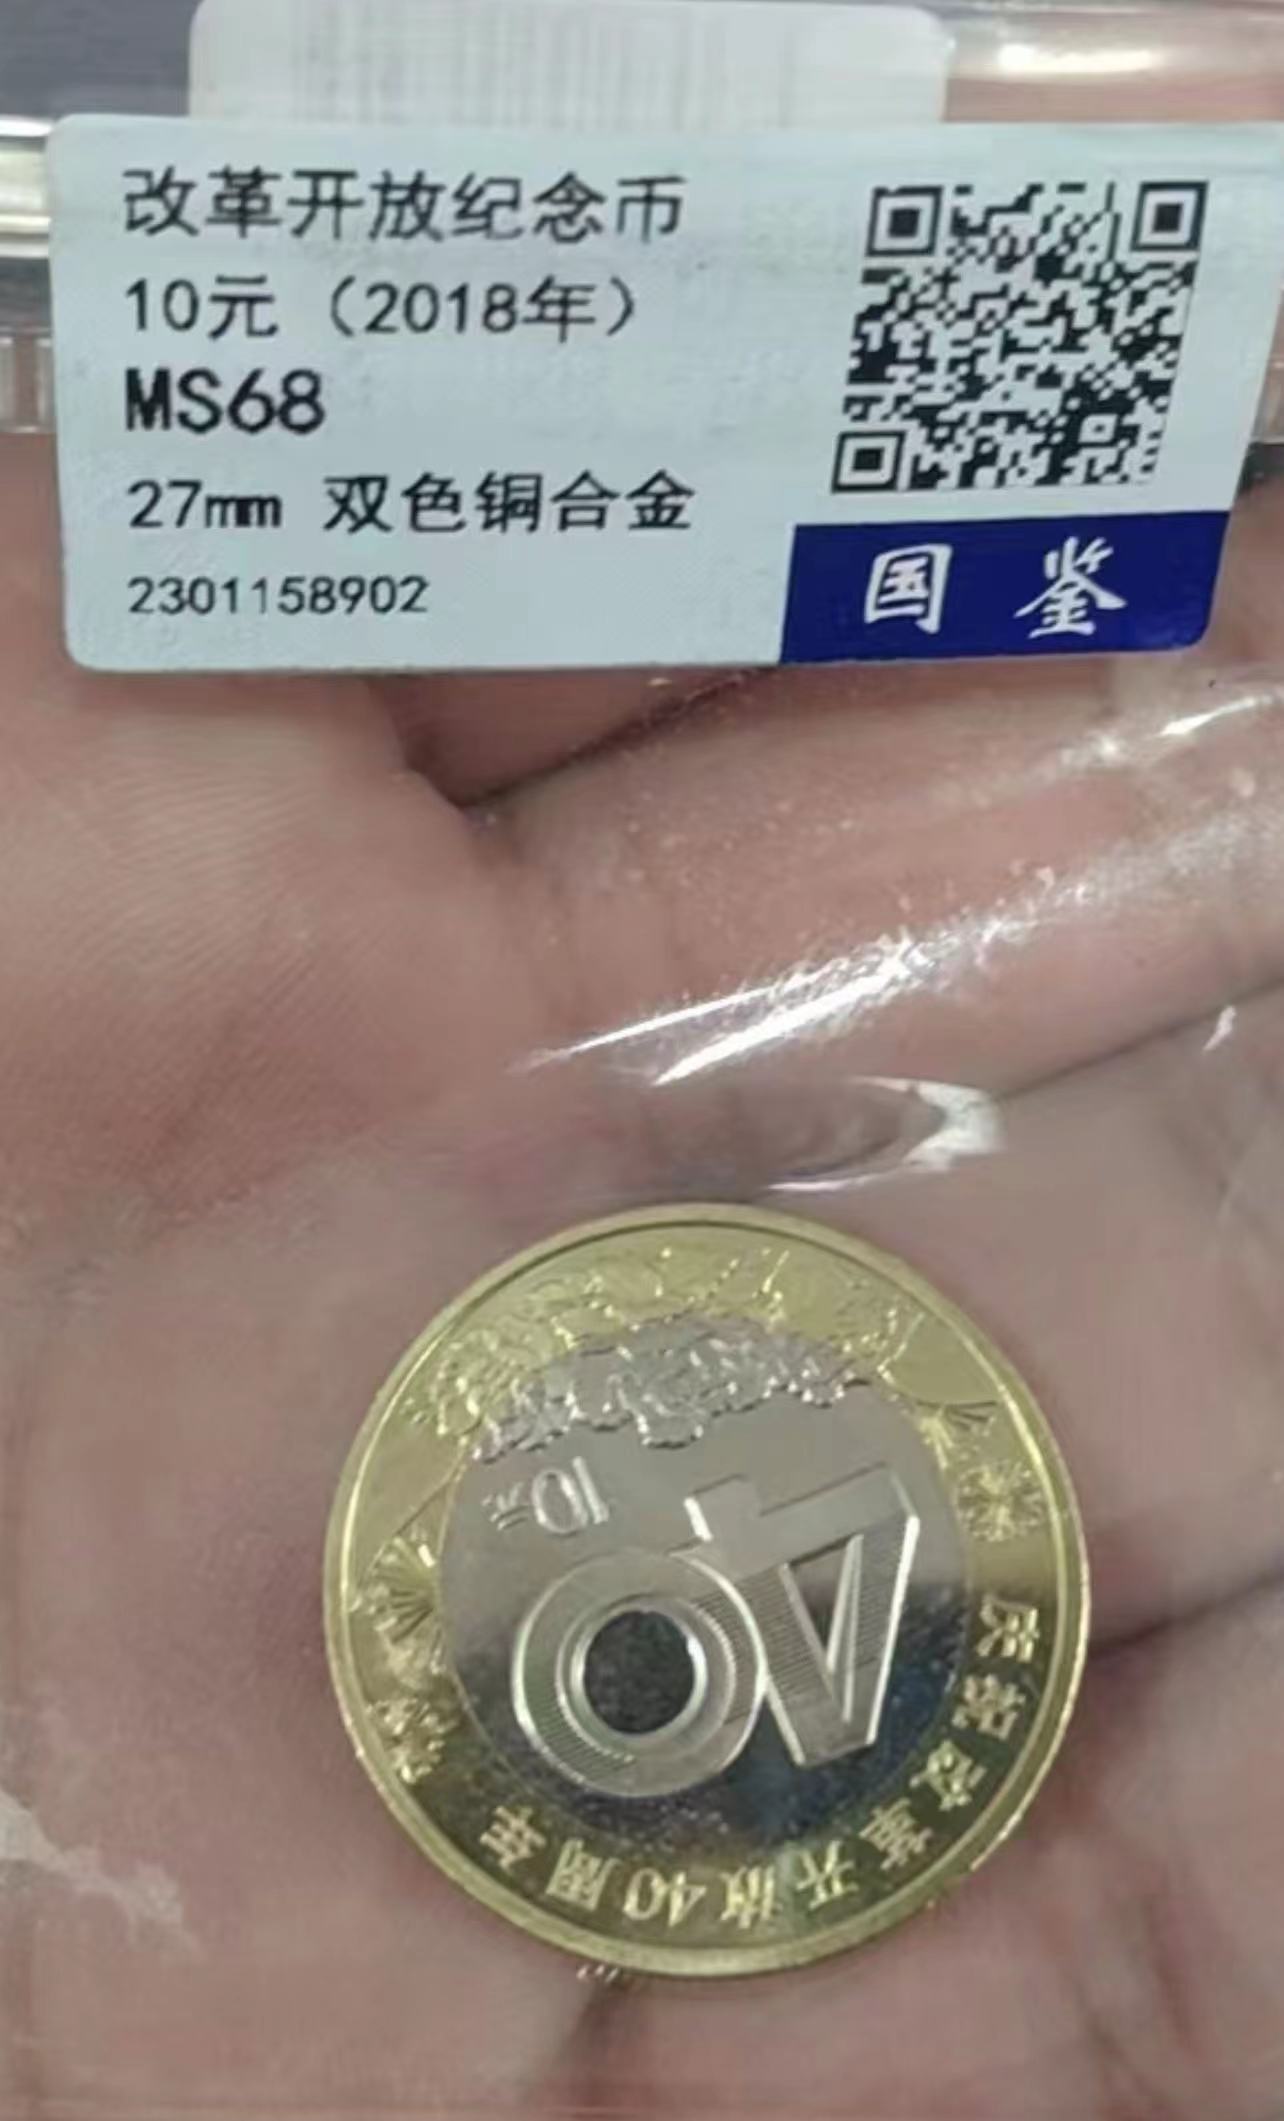 改革开放纪念币
10元（2018年）
MS68
27mm 双色铜合金
2301158902
国 鉴
10元
40
庆祝改革开放40周年